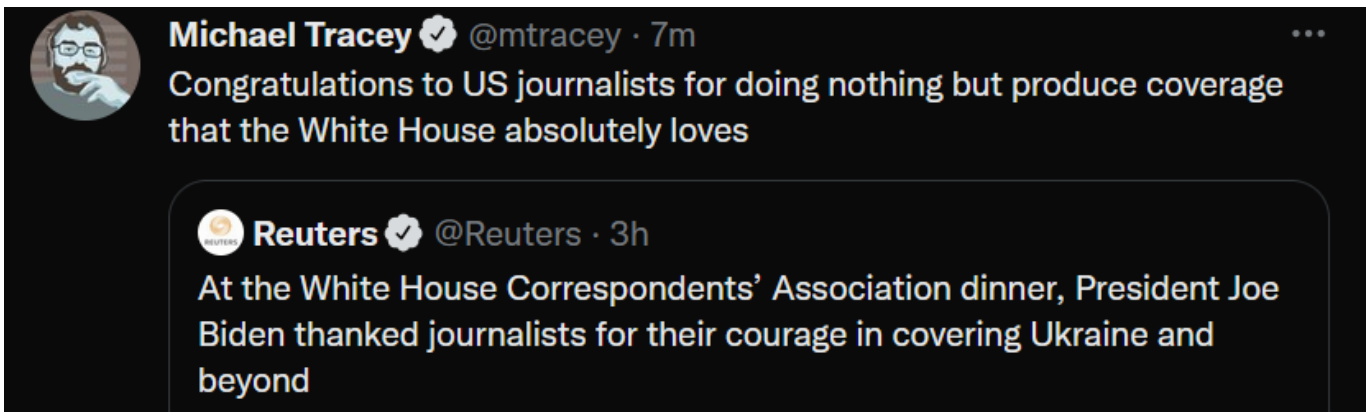 Michael Tracey @mtracey · 7m
Congratulations to US journalists for doing nothing but produce coverage
that the White House absolutely loves
REUTERS
Reuters @Reuters · 3h
At the White House Correspondents’ Association dinner, President Joe
Biden thanked journalists for their courage in covering Ukraine and
beyond